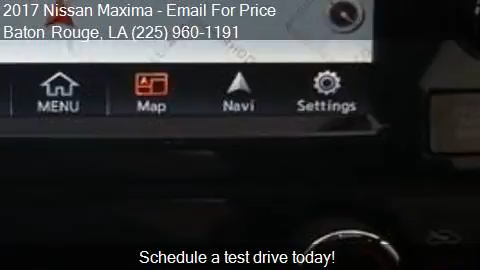 2017 Nissan Maxima - Email For Price
Baton Rouge, LA (225) 960-1191
MENU Map Navi Settings
Schedule a test drive today!